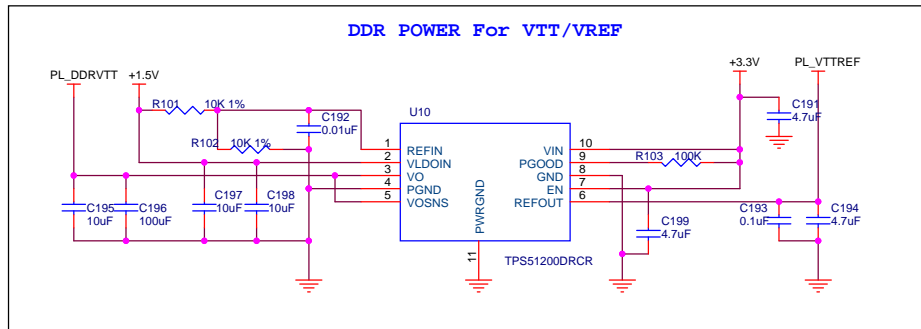 DDR POWER For VTT/VREF
PL_DDRVTT
+1.5V
+3.3V
PL_VTTREF
R101
10K 1%
C192
0.01uF
U10
C191
4.7uF
R102
10K 1%
1
REFIN
VIN
10
2
VLDOIN
PGOOD
9
R103
100K
3
VO
GND
8
4
PGND
EN
7
5
VOSNS
REFOUT
6
PWRGND
11
C195
10uF
C196
100uF
C197
10uF
C198
10uF
C199
4.7uF
C193
0.1uF
C194
4.7uF
TPS51200DRCR